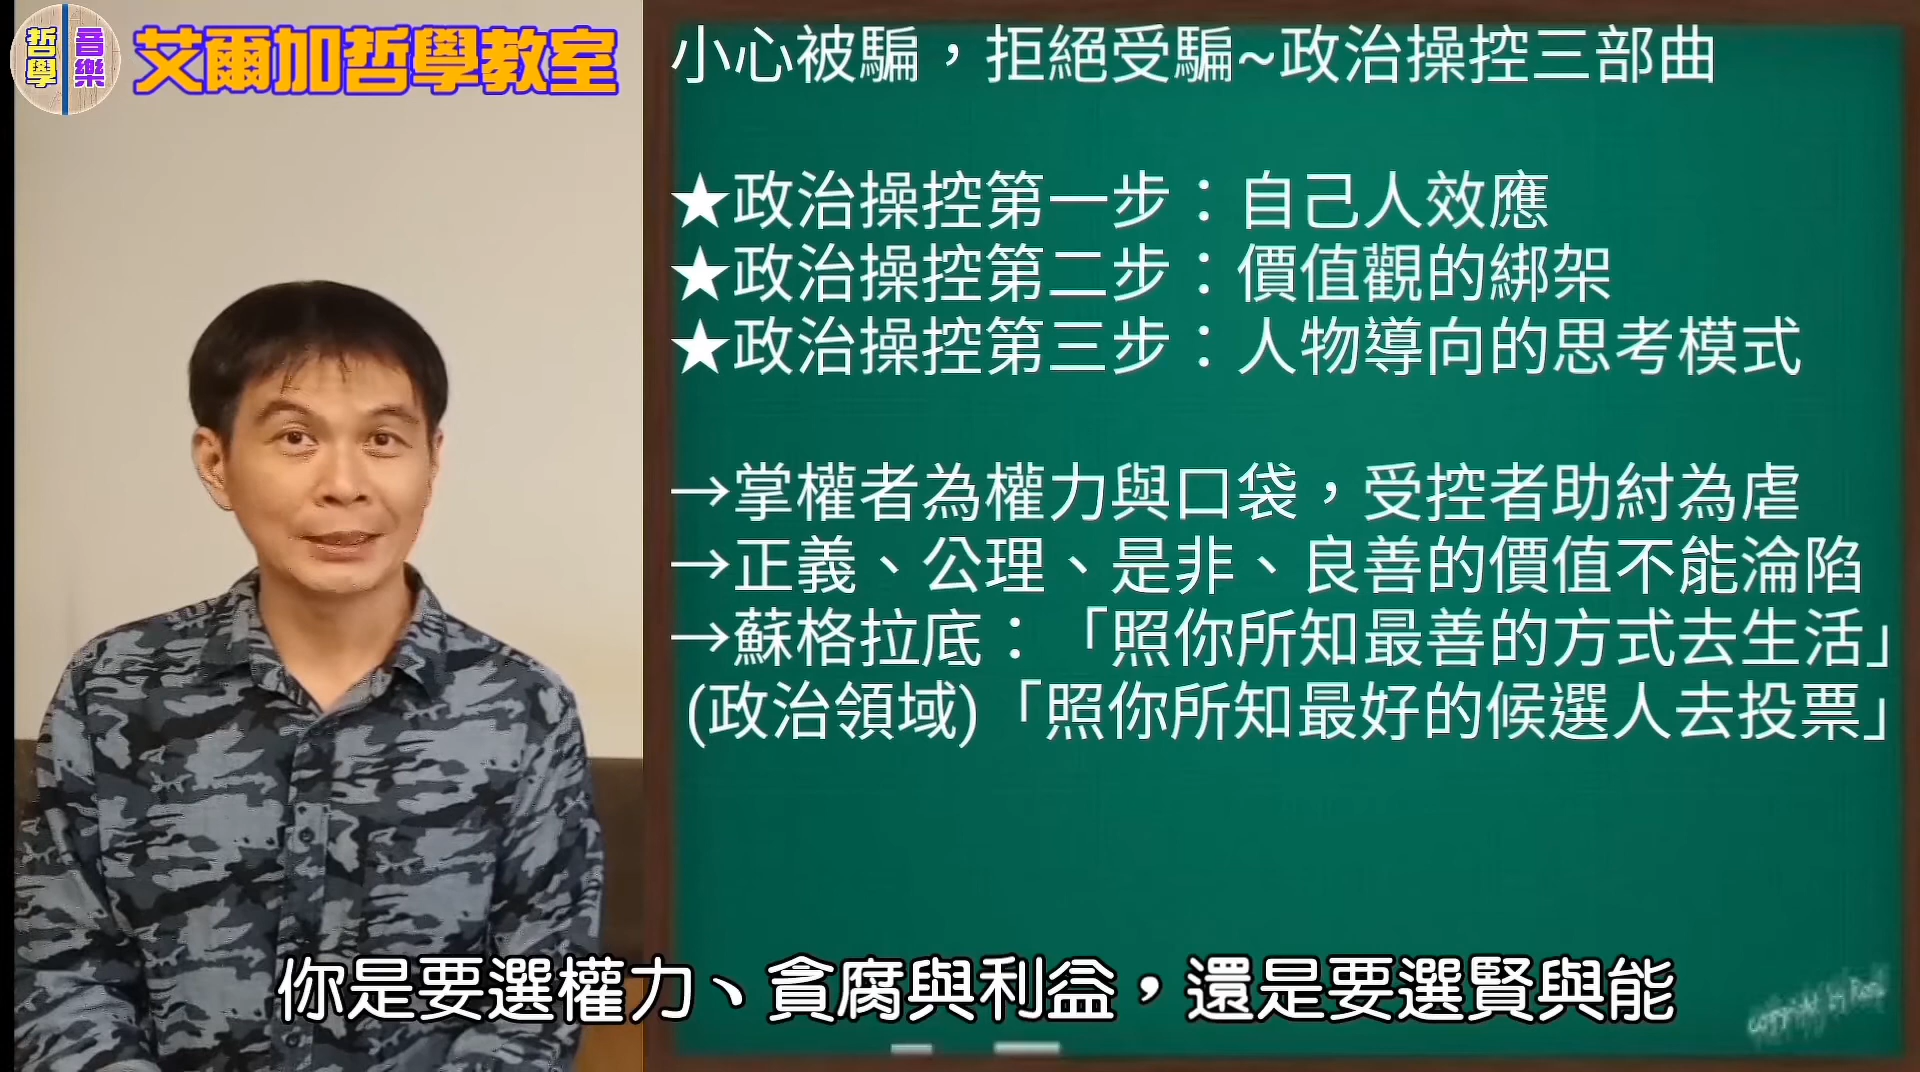 哲學
音樂
艾爾加哲學教室
小心被騙，拒絕受騙~政治操控三部曲
★政治操控第一步：自己人效應
★政治操控第二步：價值觀的綁架
★政治操控第三步：人物導向的思考模式
→掌權者為權力與口袋，受控者助紂為虐
→正義、公理、是非、良善的價值不能淪陷
→蘇格拉底：「照你所知最善的方式去生活」
(政治領域)「照你所知最好的候選人去投票」
你是要選權力、貪腐與利益，還是要選賢與能
copyright by